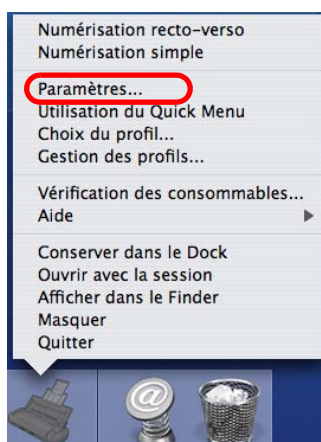 Numérisation recto-verso
Numérisation simple
Paramètres...
Utilisation du Quick Menu
Choix du profil...
Gestion des profils...
Vérification des consommables...
Aide
Conserver dans le Dock
Ouvrir avec la session
Afficher dans le Finder
Masquer
Quitter
@